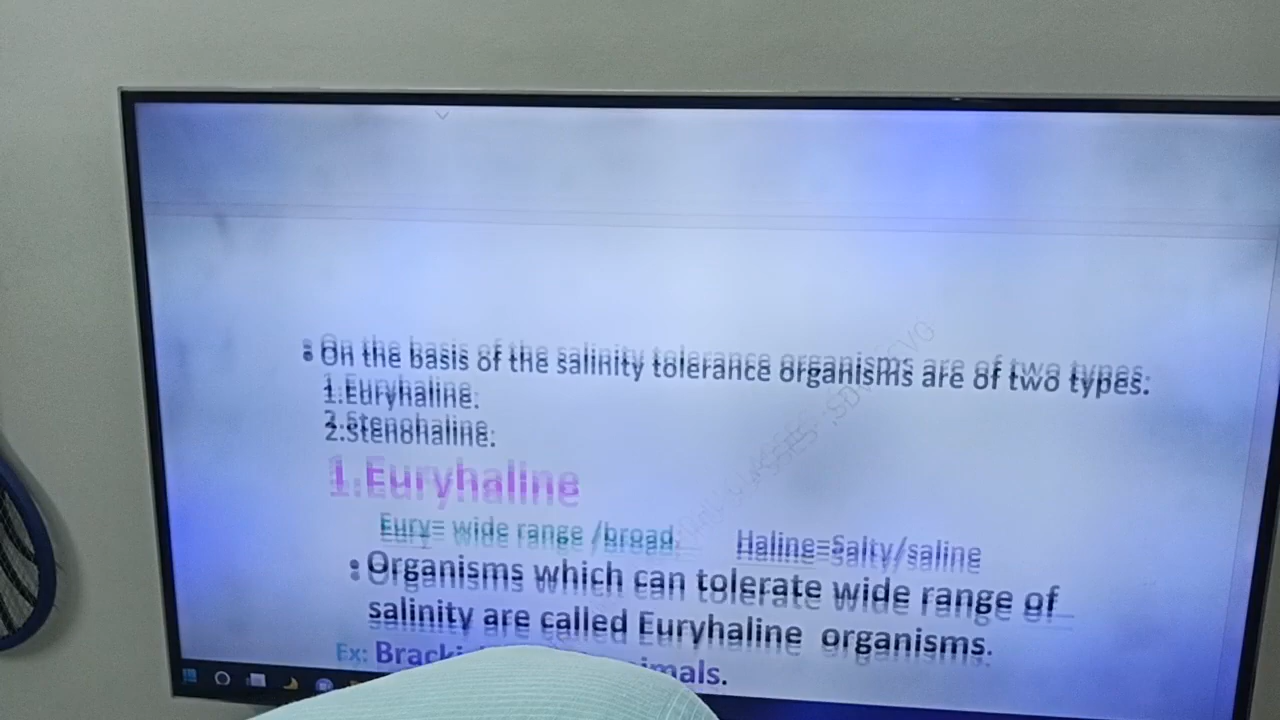 • On the basis of the salinity tolerance organisms are of two types:
1.Euryhaline.
2.Stenohaline:
1.Euryhaline
Eury= wide range /broad. Haline=Salty/saline
• Organisms which can tolerate wide range of
salinity are called Euryhaline organisms.
Ex: